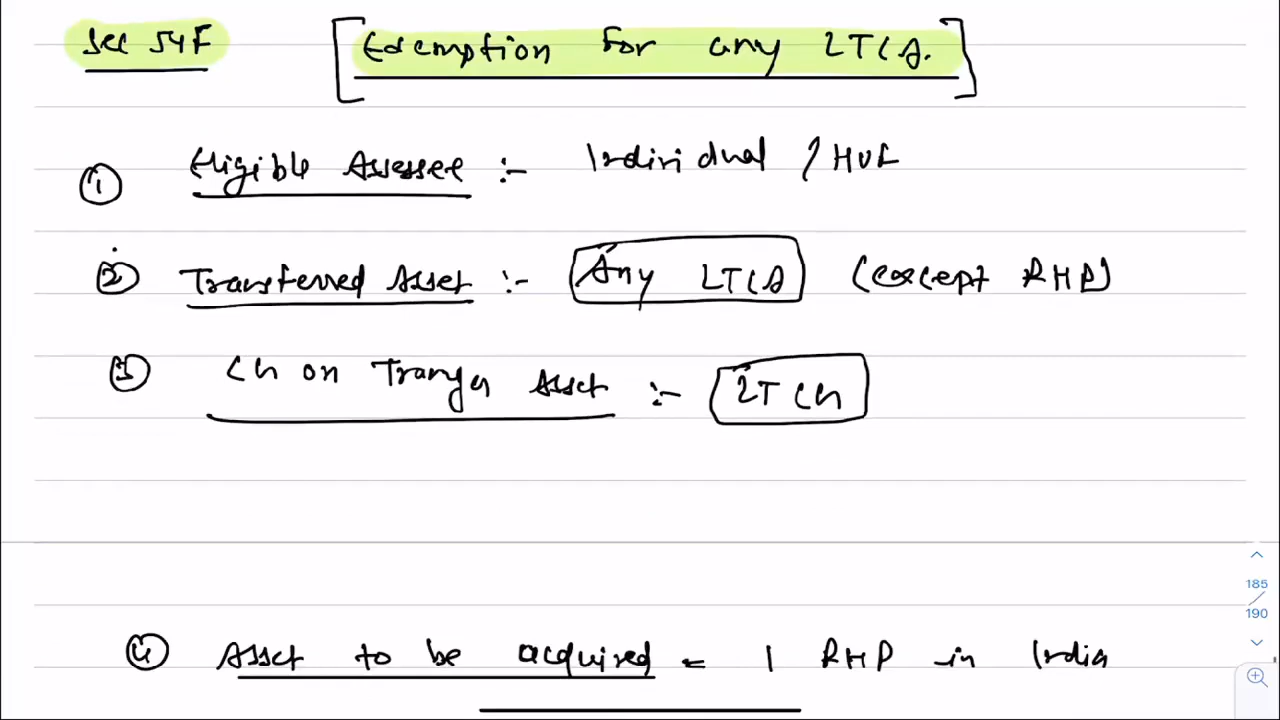 Sec 54F [Exemption for any LTCA.]
① Eligible Assessee :- Individual / HUF
② Transferred Asset :- Any LTCA (except RHP)
③ CG on Transfer Asset :- LTCG
185
190
④ Asset to be acquired = 1 RHP in India